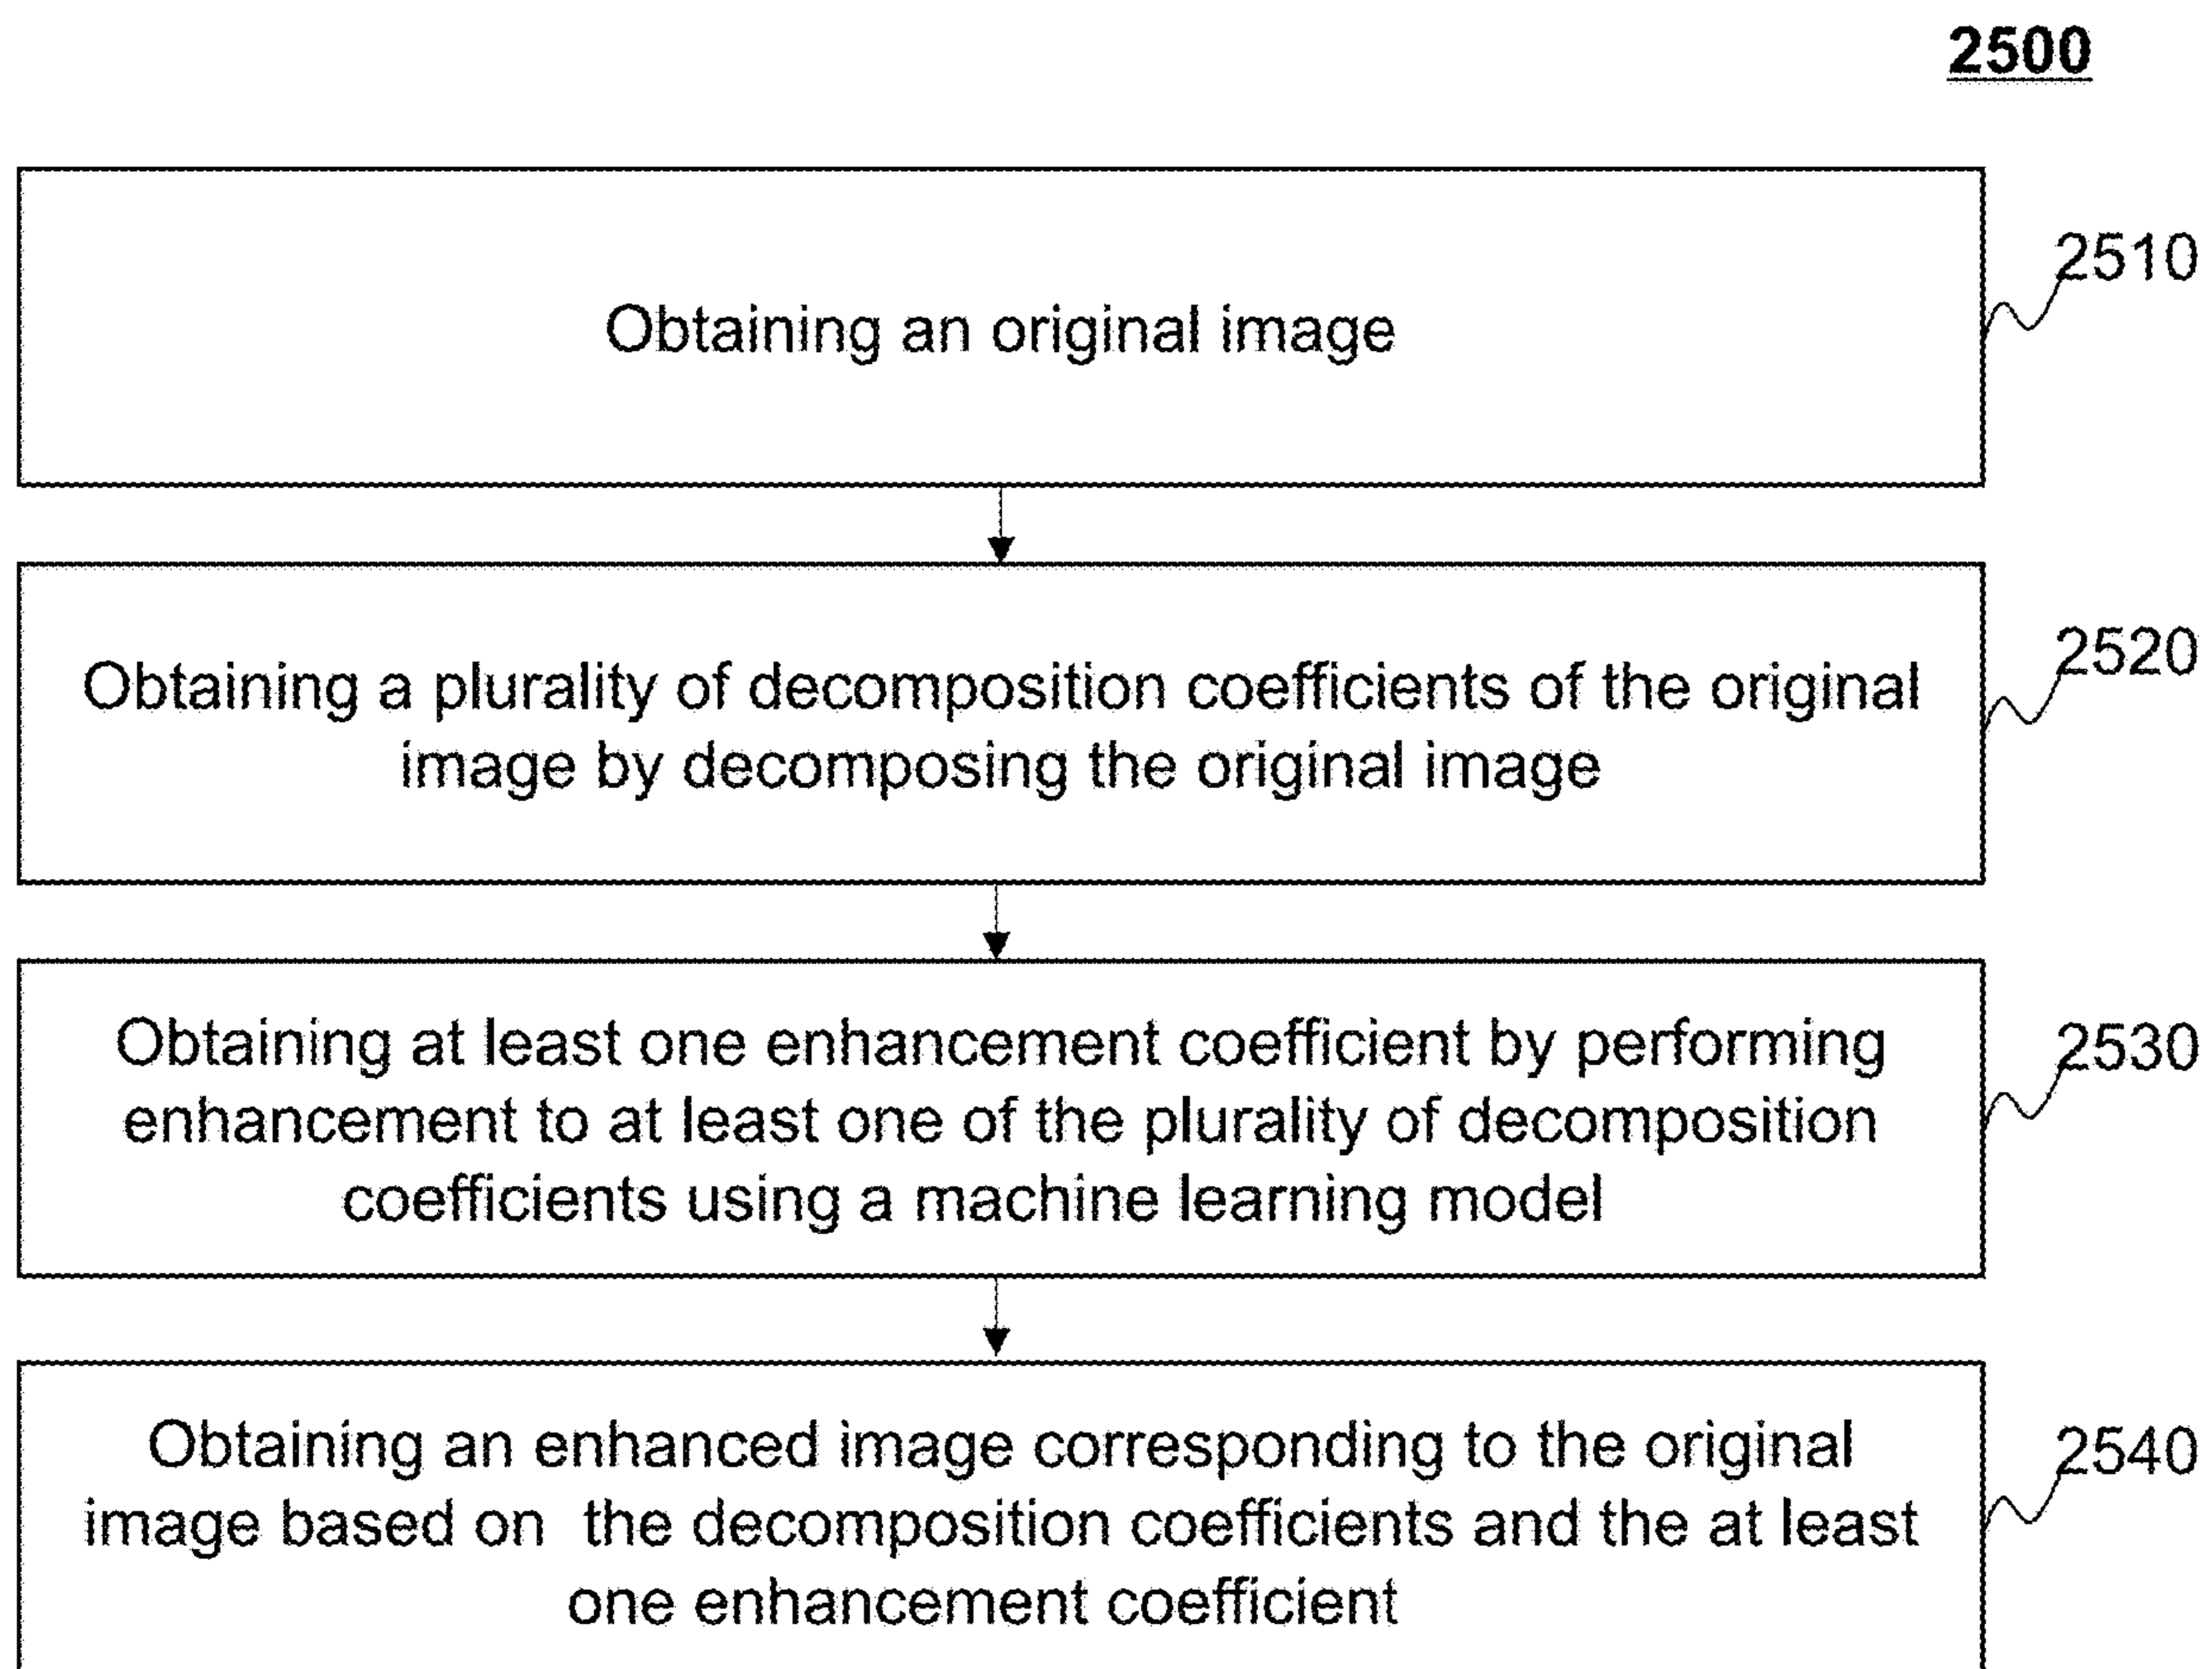 2500
Obtaining an original image
2510
Obtaining a plurality of decomposition coefficients of the original
image by decomposing the original image
2520
Obtaining at least one enhancement coefficient by performing
enhancement to at least one of the plurality of decomposition
coefficients using a machine learning model
2530
Obtaining an enhanced image corresponding to the original
image based on the decomposition coefficients and the at least
one enhancement coefficient
2540